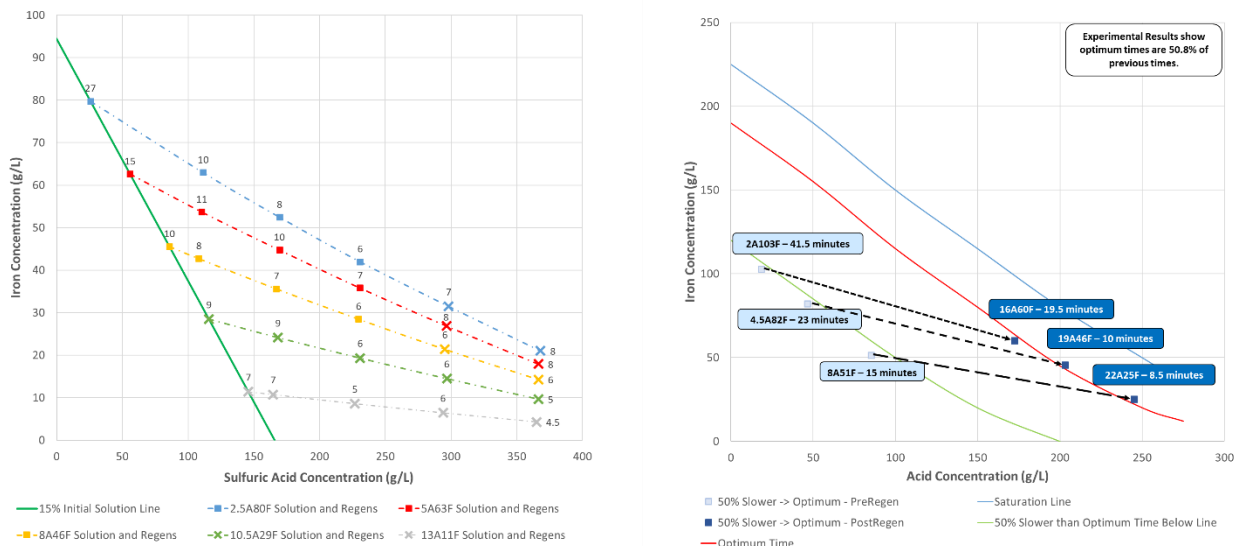 100
90
80
70
60
50
40
30
20
10
0
Iron Concentration (g/L)
27
10
8
6
7
8
15
11
10
7
8
8
10
8
7
6
6
6
9
9
6
6
5
7
7
5
6
4.5
0
50
100
150
200
250
300
350
400
Sulfuric Acid Concentration (g/L)
15% Initial Solution Line
2.5A80F Solution and Regens
5A63F Solution and Regens
8A46F Solution and Regens
10.5A29F Solution and Regens
13A11F Solution and Regens
Experimental Results show
optimum times are 50.8% of
previous times.
250
200
150
100
50
0
Iron Concentration (g/L)
2A103F – 41.5 minutes
4.5A82F – 23 minutes
8A51F – 15 minutes
16A60F – 19.5 minutes
19A46F – 10 minutes
22A25F – 8.5 minutes
0
50
100
150
200
250
300
Acid Concentration (g/L)
50% Slower -> Optimum - PreRegen
Saturation Line
50% Slower -> Optimum - PostRegen
50% Slower than Optimum Time Below Line
Optimum Time